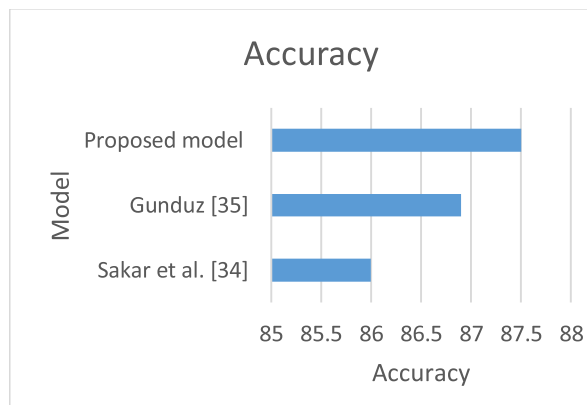 Accuracy
Proposed model
Gunduz [35]
Sakar et al. [34]
Model
85 85.5 86 86.5 87 87.5 88
Accuracy